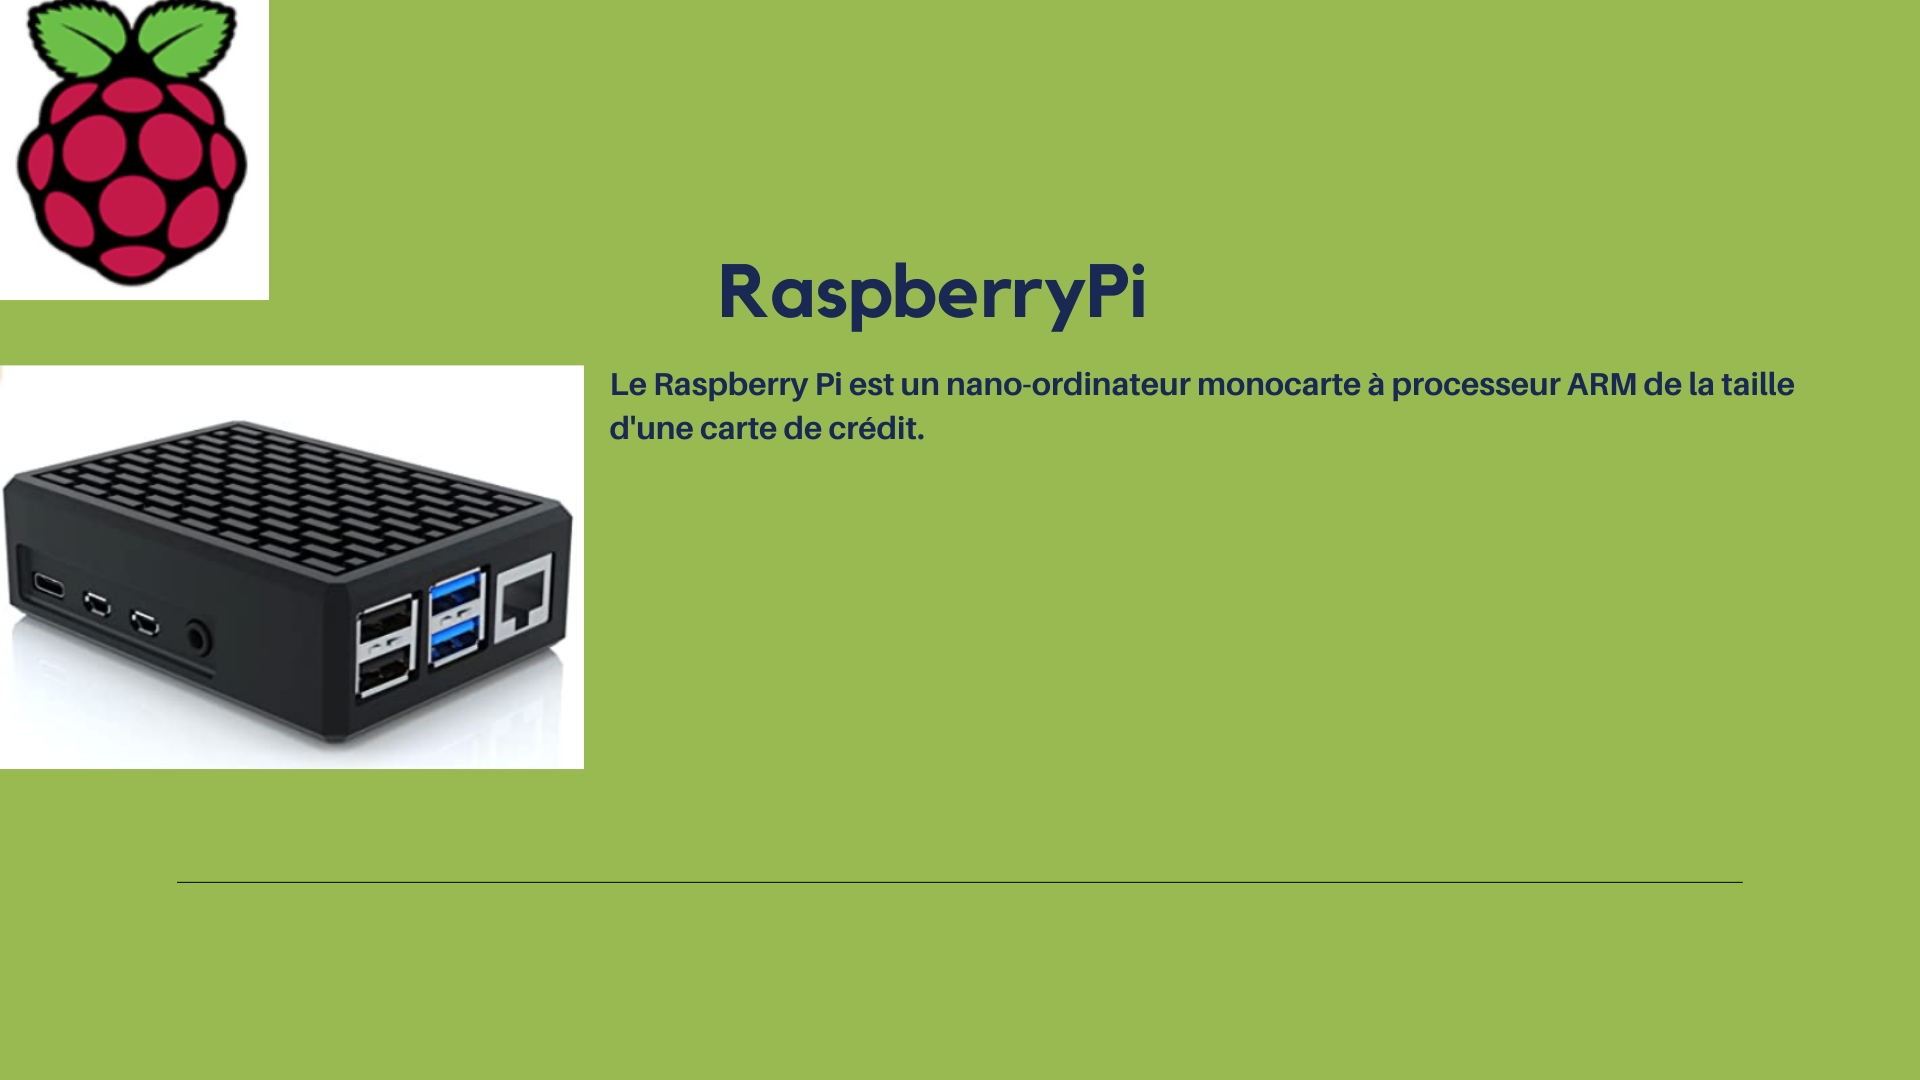 RaspberryPi
Le Raspberry Pi est un nano-ordinateur monocarte à processeur ARM de la taille
d'une carte de crédit.